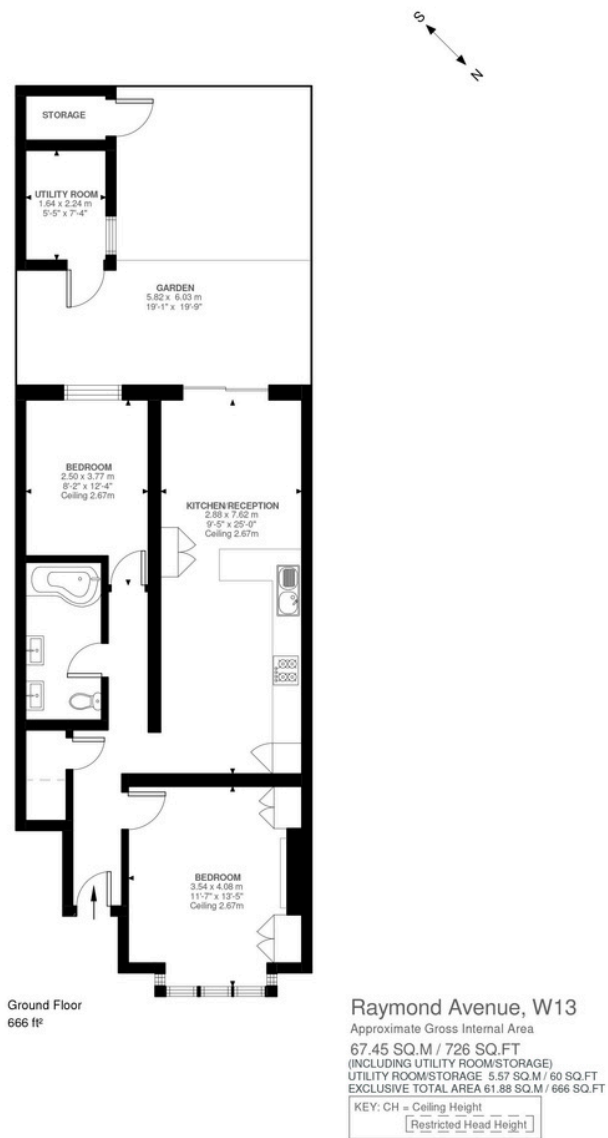 S
N
STORAGE
UTILITY ROOM
1.64 x 2.24 m
5'-5" x 7'-4"
GARDEN
5.82 x 6.03 m
19'-1" x 19'-9"
BEDROOM
2.50 x 3.77 m
8'-2" x 12'-4"
Ceiling 2.67m
KITCHEN/RECEPTION
2.88 x 7.62 m
9'-5" x 25'-0"
Ceiling 2.67m
BEDROOM
3.54 x 4.08 m
11'-7" x 13'-5"
Ceiling 2.67m
Ground Floor
666 ft²
Raymond Avenue, W13
Approximate Gross Internal Area
67.45 SQ.M / 726 SQ.FT
(INCLUDING UTILITY ROOM/STORAGE)
UTILITY ROOM/STORAGE 5.57 SQ.M / 60 SQ.FT
EXCLUSIVE TOTAL AREA 61.88 SQ.M / 666 SQ.FT
KEY: CH = Ceiling Height
Restricted Head Height